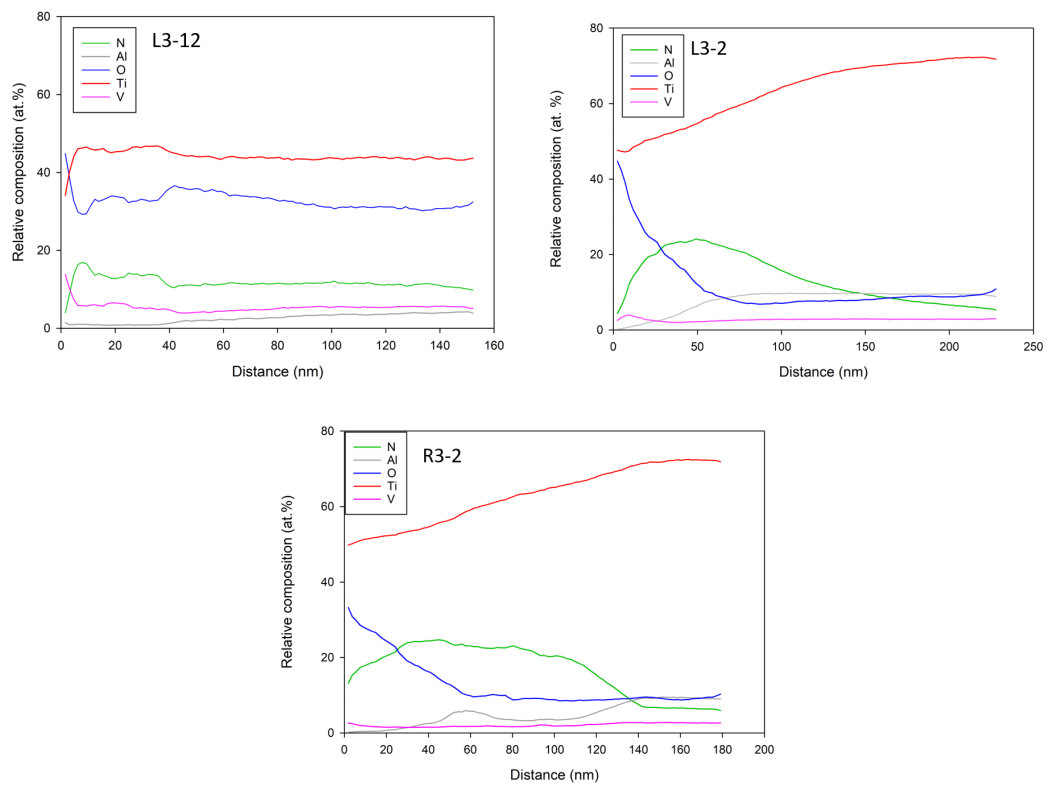 L3-12
N
Al
O
Ti
V
Relative composition (at. %)
80
60
40
20
0
0 20 40 60 80 100 120 140 160
Distance (nm)
L3-2
N
Al
O
Ti
V
Relative composition (at. %)
80
60
40
20
0
0 50 100 150 200 250
Distance (nm)
R3-2
N
Al
O
Ti
V
Relative composition (at.%)
80
60
40
20
0
0 20 40 60 80 100 120 140 160 180 200
Distance (nm)